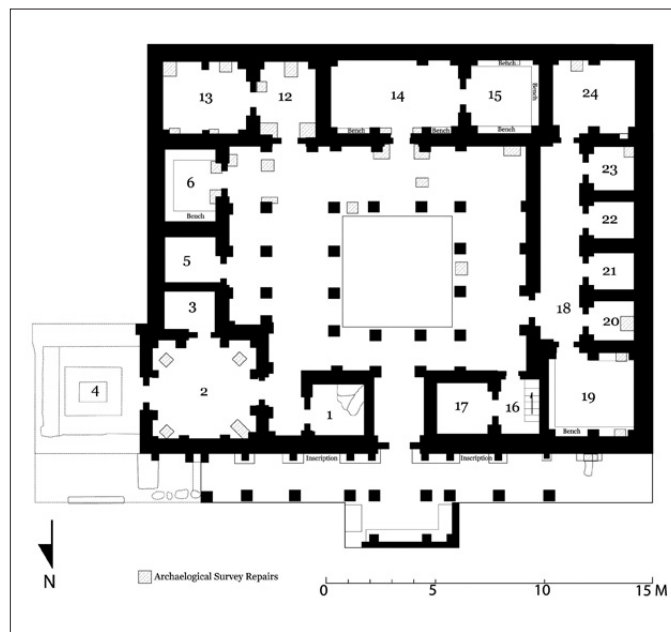 Bench
13
12
14
15
Bench
24
Bench
Bench
Bench
6
Bench
23
22
5
21
3
18
20
4
2
19
1
17
16
Bench
Inscription
Inscription
N
Archaelogical Survey Repairs
0
5
10
15 M